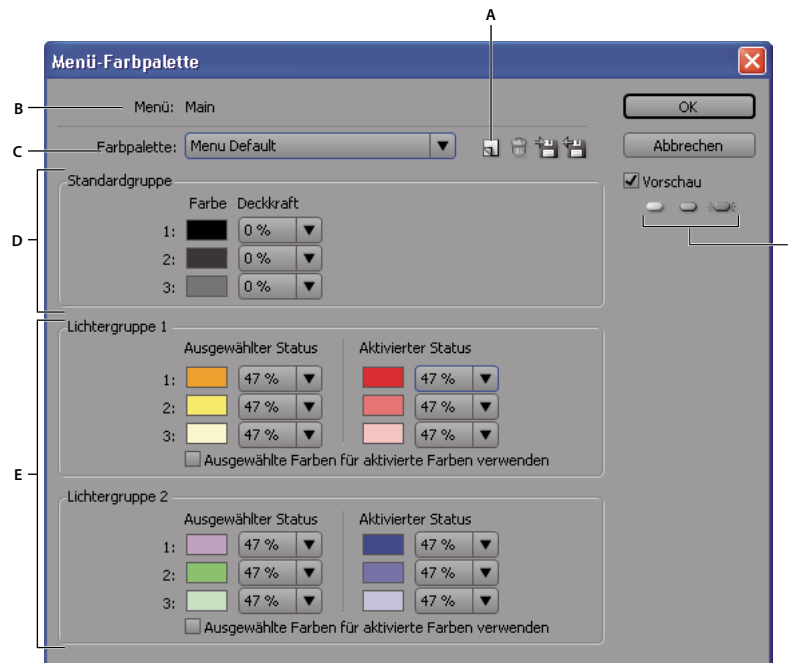 A
Menü-Farbpalette
B
Menü: Main
OK
C
Farbpalette: Menu Default
Abbrechen
Vorschau
D
Standardgruppe
Farbe Deckkraft
1: 0 %
2: 0 %
3: 0 %
E
Lichtergruppe 1
Ausgewählter Status Aktivierter Status
1: 47 % 47 %
2: 47 % 47 %
3: 47 % 47 %
Ausgewählte Farben für aktivierte Farben verwenden
Lichtergruppe 2
Ausgewählter Status Aktivierter Status
1: 47 % 47 %
2: 47 % 47 %
3: 47 % 47 %
Ausgewählte Farben für aktivierte Farben verwenden